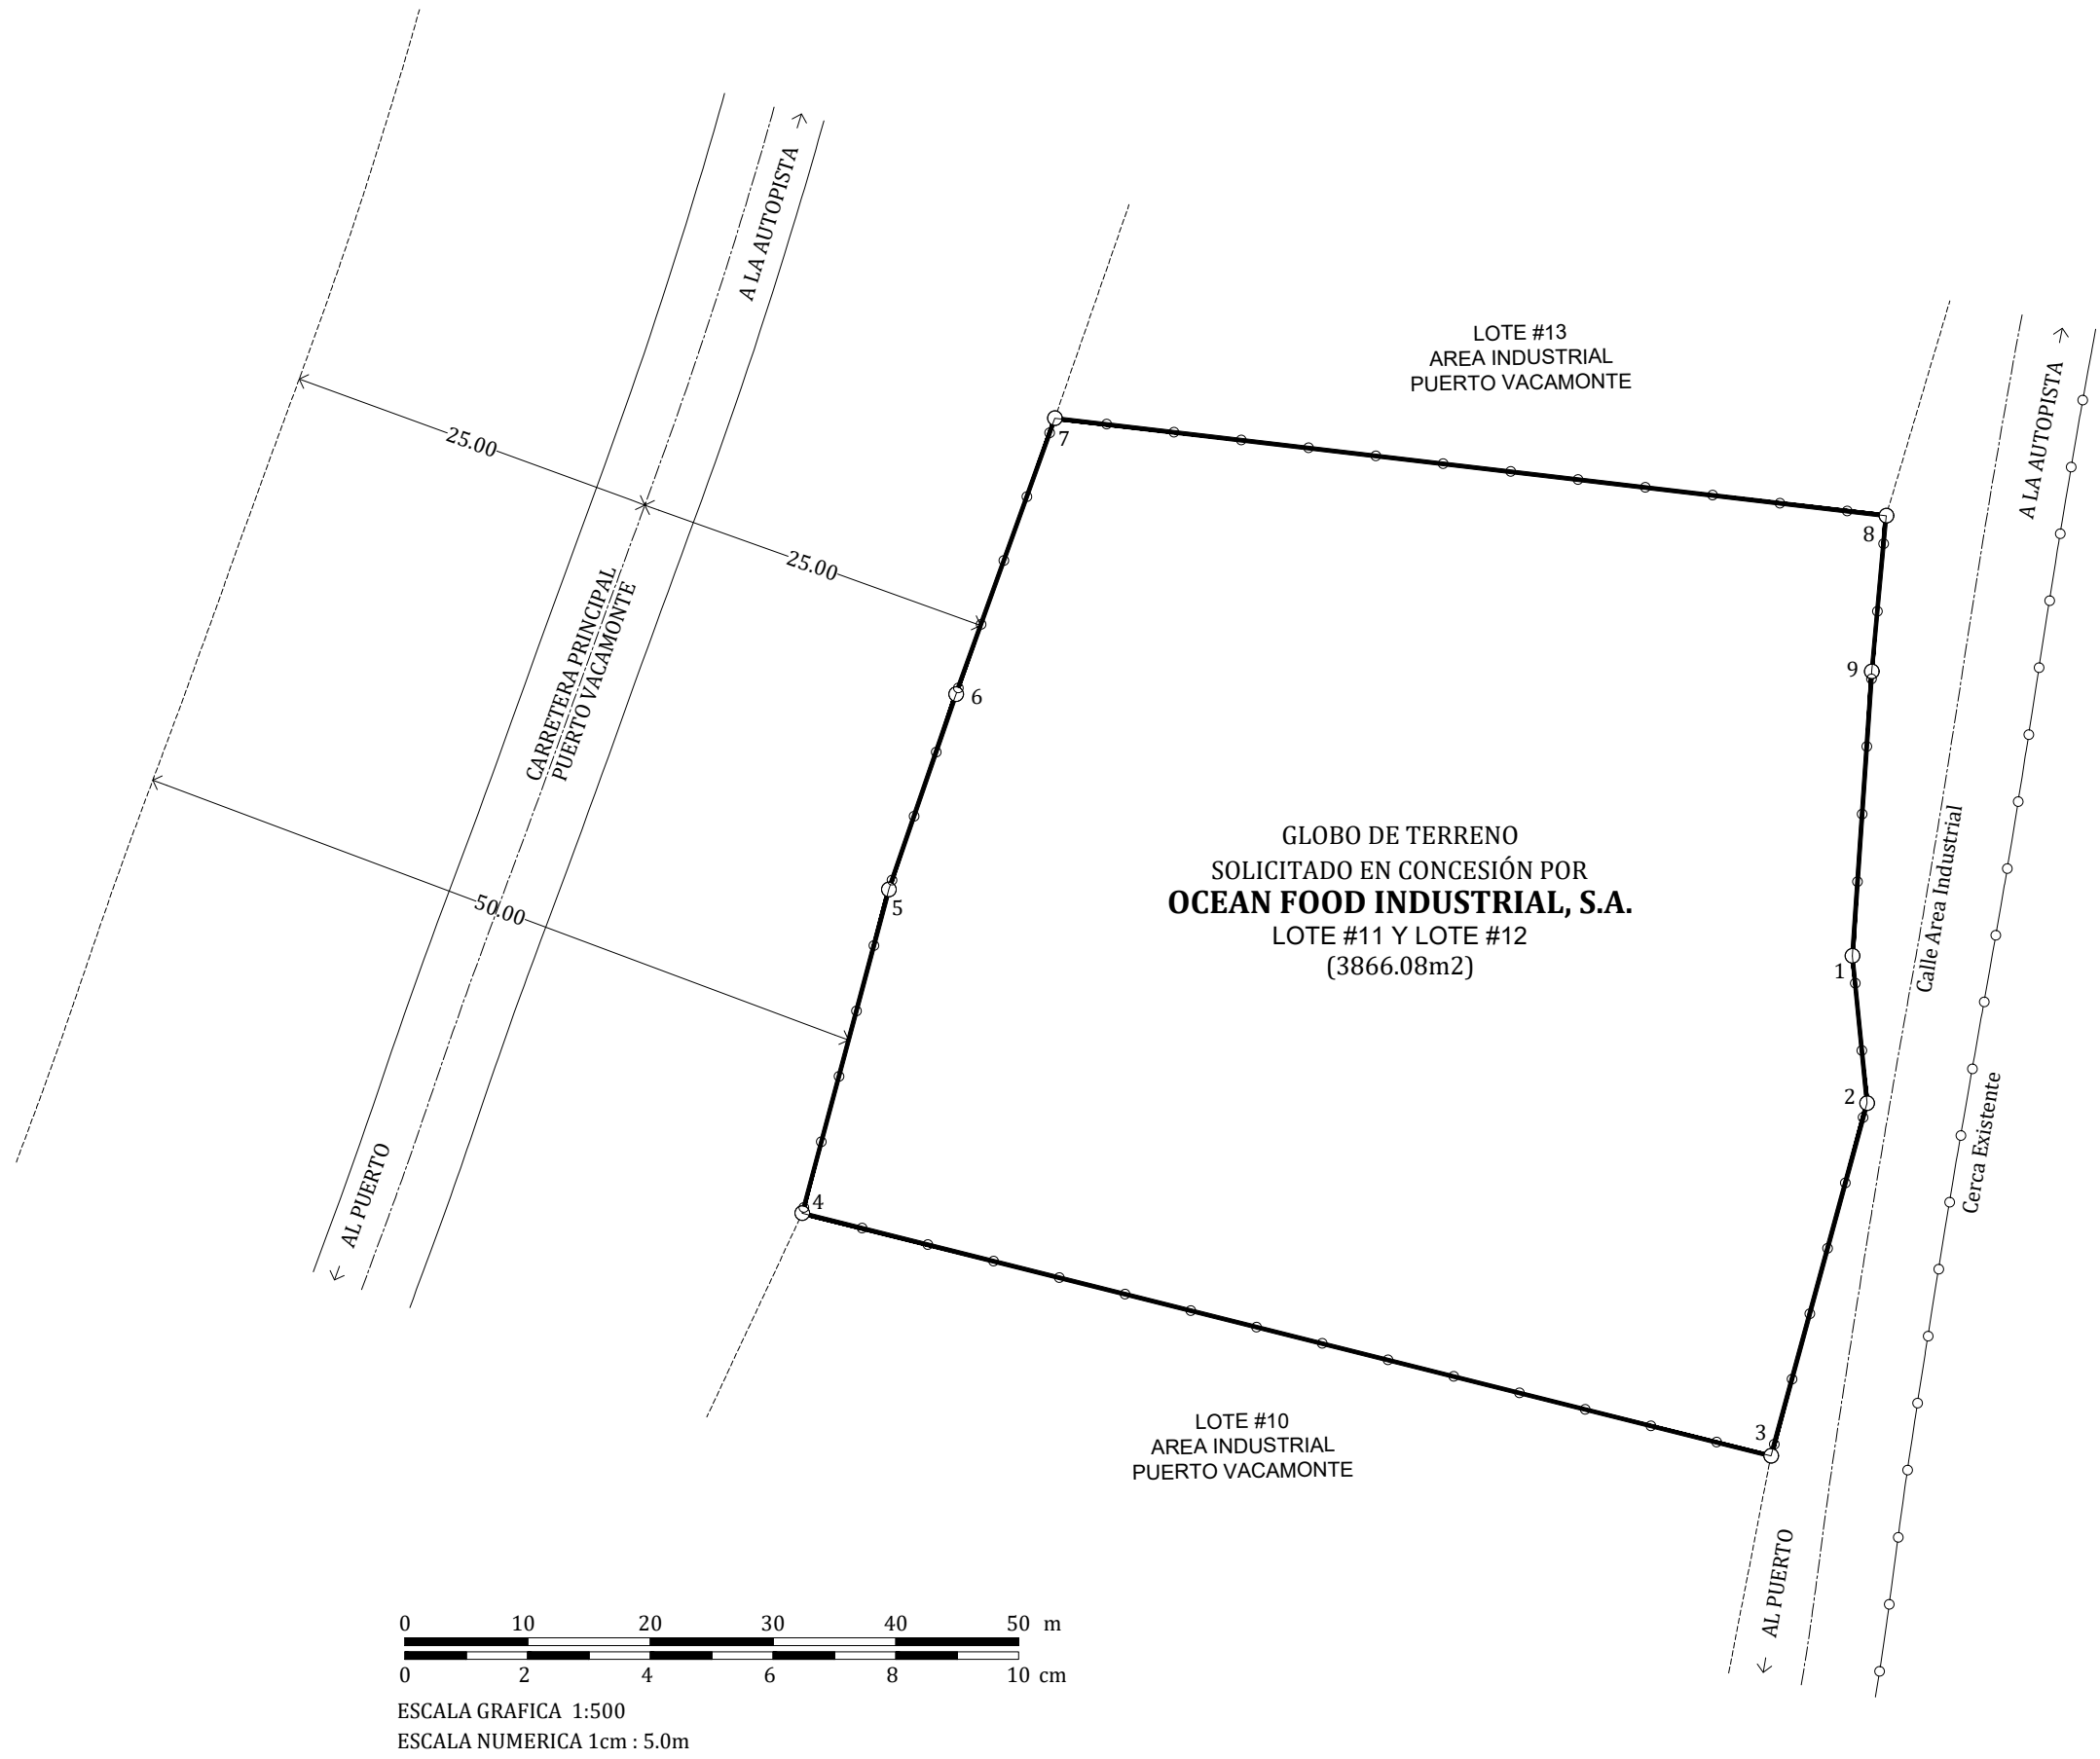 A LA AUTOPISTA
LOTE #13
AREA INDUSTRIAL
PUERTO VACAMONTE
A LA AUTOPISTA
25.00
7
8
25.00
CARRETERA PRINCIPAL
PUERTO VACAMONTE
6
9
GLOBO DE TERRENO
SOLICITADO EN CONCESIÓN POR
OCEAN FOOD INDUSTRIAL, S.A.
LOTE #11 Y LOTE #12
(3866.08m2)
Calle Area Industrial
50.00
5
1
2
Cerca Existente
AL PUERTO
4
3
LOTE #10
AREA INDUSTRIAL
PUERTO VACAMONTE
AL PUERTO
0 10 20 30 40 50 m
0 2 4 6 8 10 cm
ESCALA GRAFICA 1:500
ESCALA NUMERICA 1cm : 5.0m